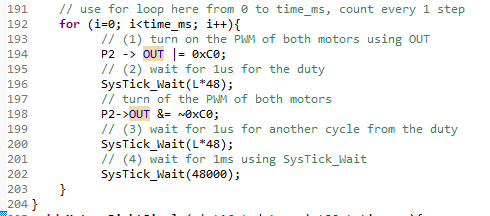 191 // use for loop here from 0 to time_ms, count every 1 step
192 for (i=0; i<time_ms; i++){
193 // (1) turn on the PWM of both motors using OUT
194 P2 -> OUT |= 0xC0;
195 // (2) wait for 1us for the duty
196 SysTick_Wait(L*48);
197 // turn of the PWM of both motors
198 P2->OUT &= ~0xC0;
199 // (3) wait for 1us for another cycle from the duty
200 SysTick_Wait(L*48);
201 // (4) wait for 1ms using SysTick_Wait
202 SysTick_Wait(48000);
203 }
204 }